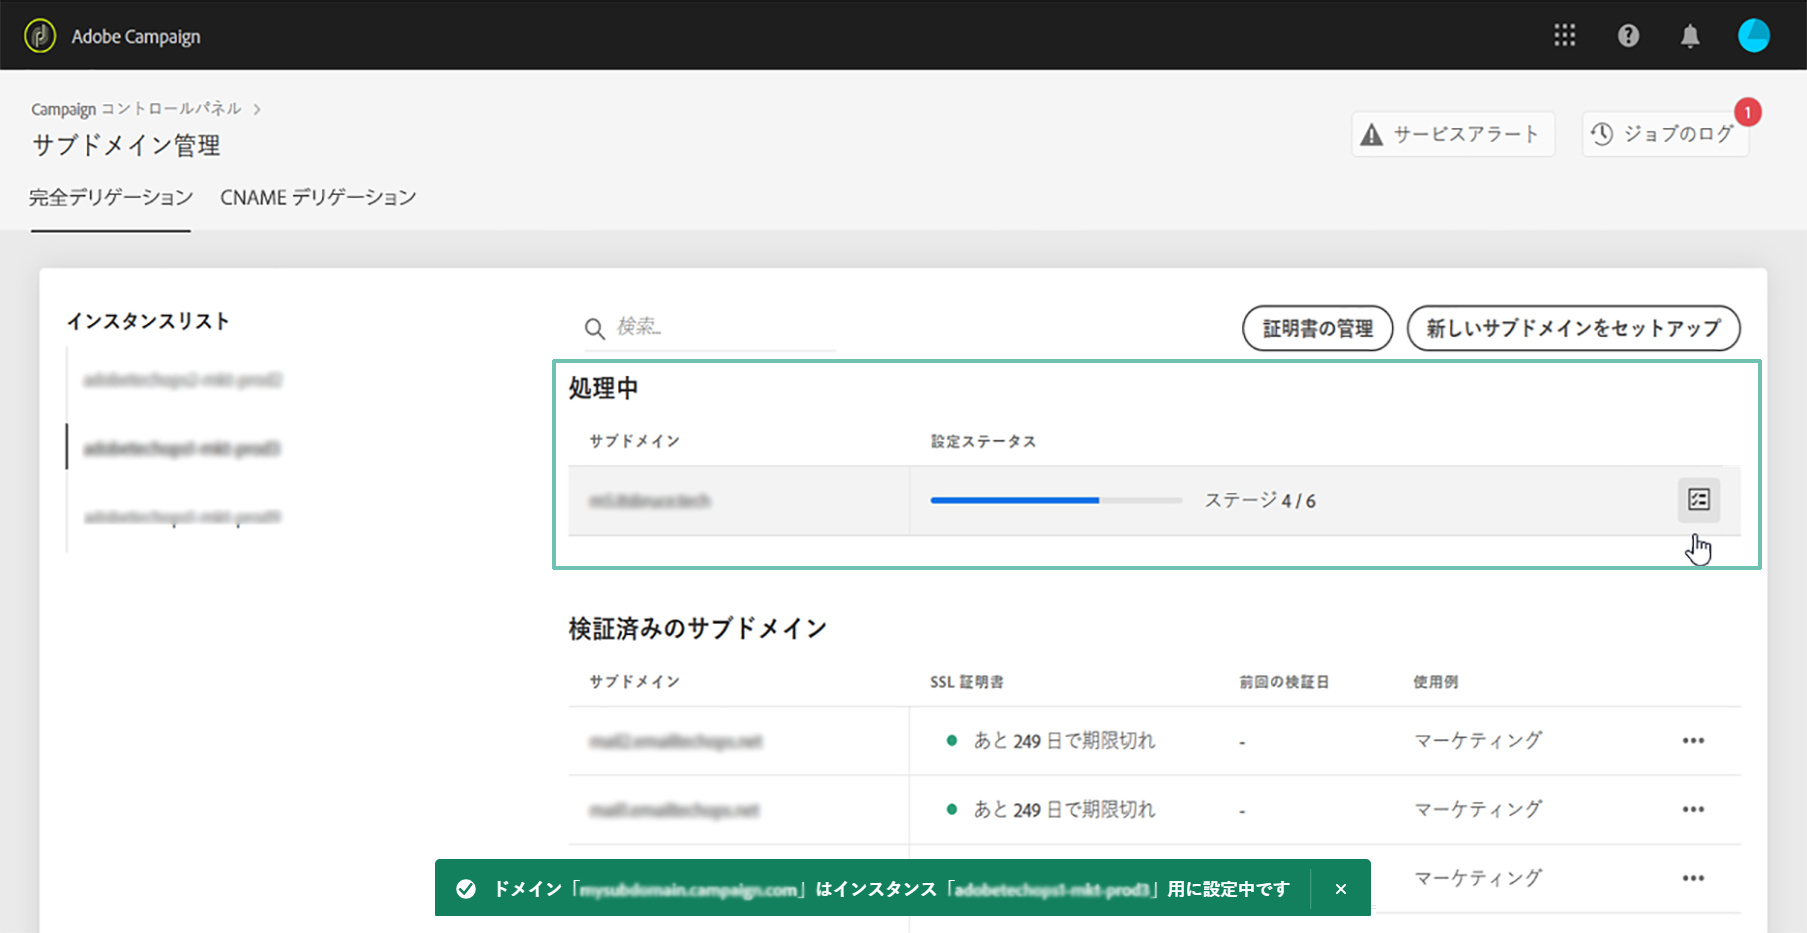 Adobe Campaign
Campaign コントロールパネル
サブドメイン管理
サービスアラート
ジョブのログ
1
完全デリゲーション
CNAME デリゲーション
インスタンスリスト
検索...
証明書の管理
新しいサブドメインをセットアップ
処理中
サブドメイン
設定ステータス
ステージ 4 / 6
検証済みのサブドメイン
サブドメイン
SSL 証明書
前回の検証日
使用例
あと 249 日で期限切れ
-
マーケティング
あと 249 日で期限切れ
-
マーケティング
マーケティング
ドメイン「mysubdomain.campaign.com」はインスタンス「adobetechops1-mkt-prod3」用に設定中です